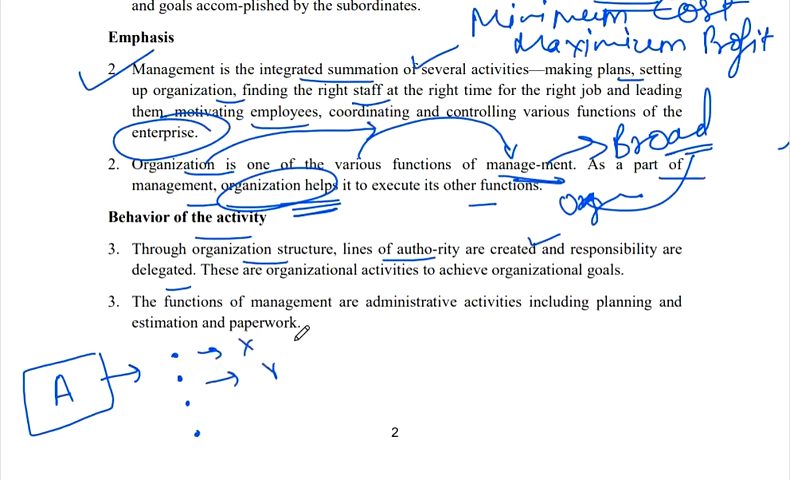 and goals accom-plished by the subordinates.
Minimum Cost
Maximium Profit
Emphasis
2. Management is the integrated summation of several activities—making plans, setting
up organization, finding the right staff at the right time for the right job and leading
them, motivating employees, coordinating and controlling various functions of the
enterprise.
Broad
2. Organization is one of the various functions of manage-ment. As a part of
management, organization helps it to execute its other functions.
Orgn
Behavior of the activity
3. Through organization structure, lines of autho-rity are created and responsibility are
delegated. These are organizational activities to achieve organizational goals.
3. The functions of management are administrative activities including planning and
estimation and paperwork.
X
Y
A
2